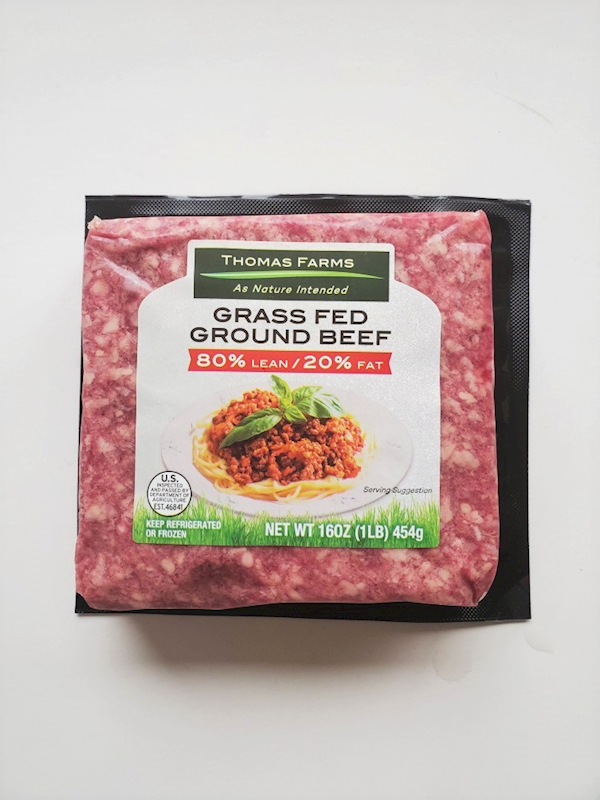 THOMAS FARMS
As Nature Intended
GRASS FED
GROUND BEEF
80% LEAN / 20% FAT
Serving Suggestion
U.S.
INSPECTED
AND PASSED BY
DEPARTMENT OF
AGRICULTURE
EST.46841
KEEP REFRIGERATED
OR FROZEN
NET WT 16OZ (1LB) 454g